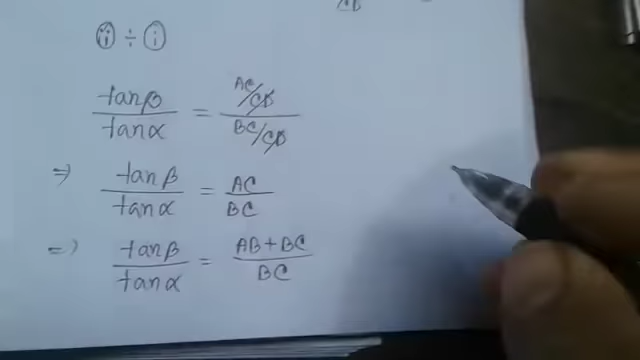 (ii) ÷ (i)
tanβ/tanα = (AC/CD)/(BC/CD)
⇒ tanβ/tanα = AC/BC
⇒ tanβ/tanα = (AB + BC)/BC